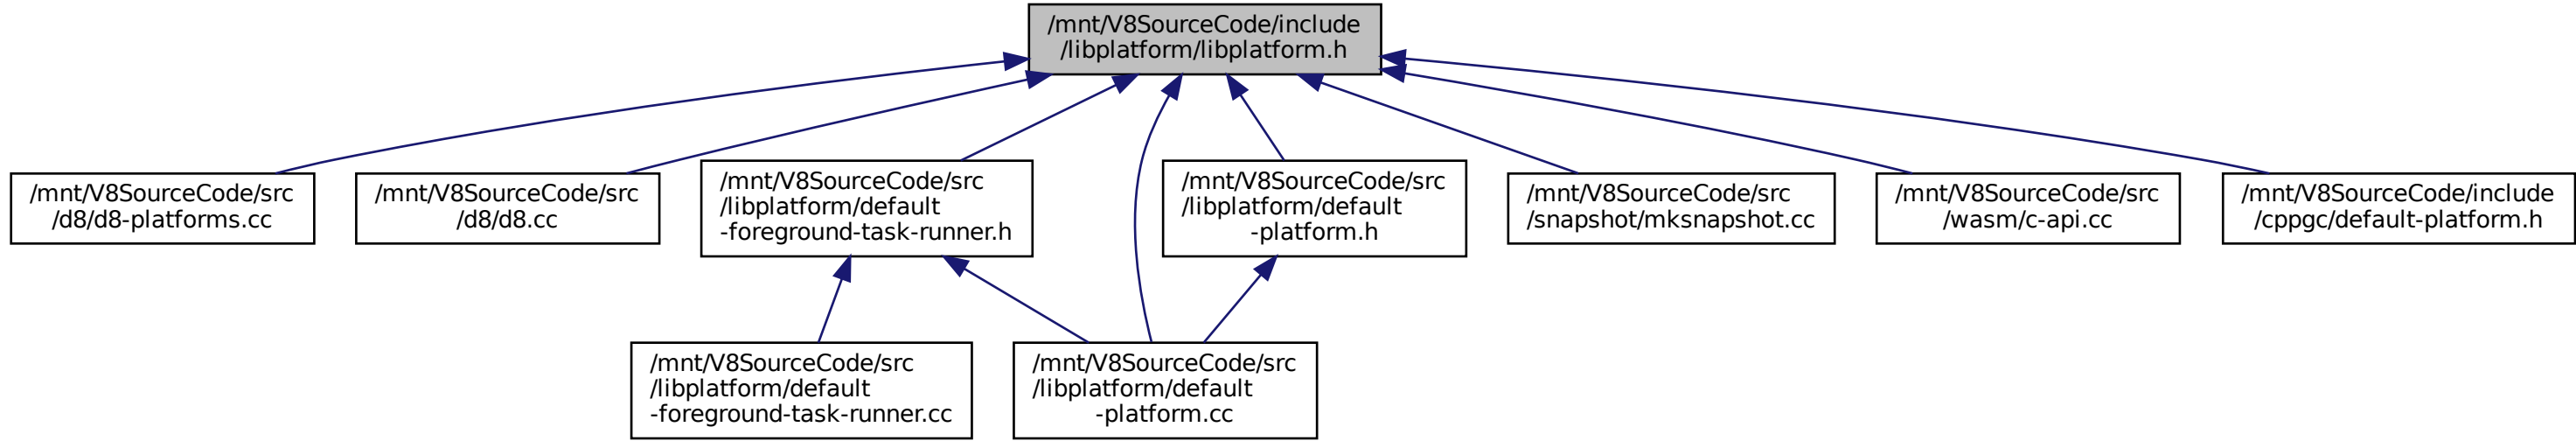 /mnt/V8SourceCode/include
/libplatform/libplatform.h
/mnt/V8SourceCode/src
/d8/d8-platforms.cc
/mnt/V8SourceCode/src
/d8/d8.cc
/mnt/V8SourceCode/src
/libplatform/default
-foreground-task-runner.h
/mnt/V8SourceCode/src
/libplatform/default
-platform.h
/mnt/V8SourceCode/src
/snapshot/mksnapshot.cc
/mnt/V8SourceCode/src
/wasm/c-api.cc
/mnt/V8SourceCode/include
/cppgc/default-platform.h
/mnt/V8SourceCode/src
/libplatform/default
-foreground-task-runner.cc
/mnt/V8SourceCode/src
/libplatform/default
-platform.cc